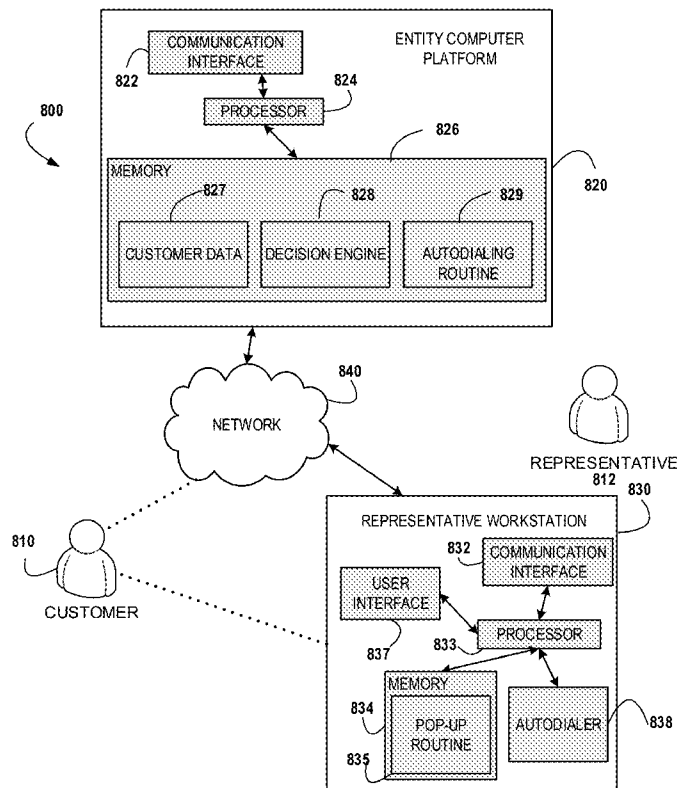 COMMUNICATION
INTERFACE
822
ENTITY COMPUTER
PLATFORM
824
PROCESSOR
800
826
820
MEMORY
827
828
829
CUSTOMER DATA
DECISION ENGINE
AUTODIALING
ROUTINE
840
NETWORK
REPRESENTATIVE
812
830
810
CUSTOMER
REPRESENTATIVE WORKSTATION
832
COMMUNICATION
INTERFACE
USER
INTERFACE
837
833
PROCESSOR
MEMORY
834
POP-UP
ROUTINE
835
AUTODIALER
838